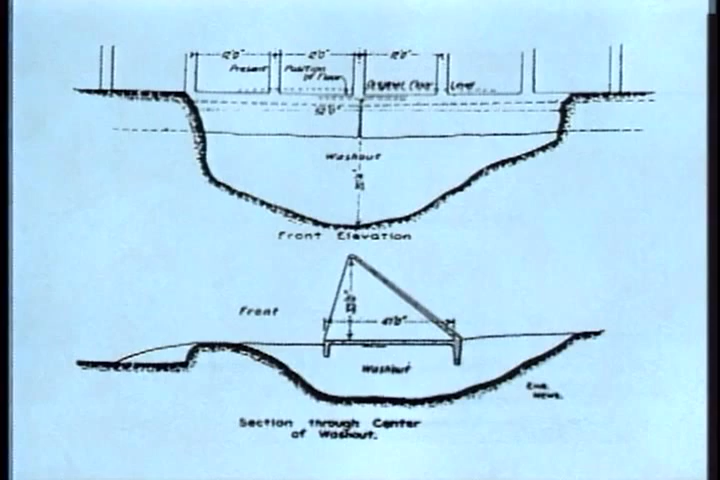 12'0" 12'0" 12'0"
Present Position of Floor Original Floor Level
Washout
Front Elevation
Front
41'0"
Washout
Eng. News.
Section through Center
of Washout.